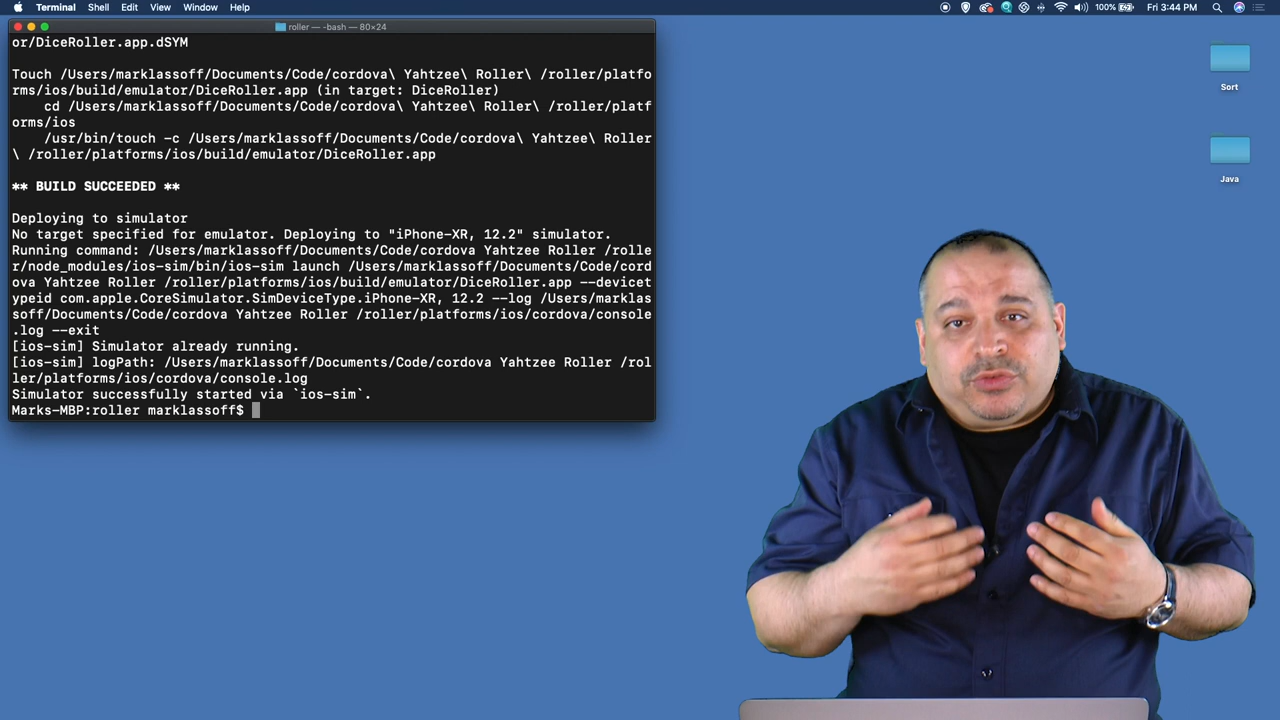 Terminal Shell Edit View Window Help
100% Fri 3:44 PM
roller — -bash — 80×24
or/DiceRoller.app.dSYM
Touch /Users/marklassoff/Documents/Code/cordova\ Yahtzee\ Roller\ /roller/platfo
rms/ios/build/emulator/DiceRoller.app (in target: DiceRoller)
cd /Users/marklassoff/Documents/Code/cordova\ Yahtzee\ Roller\ /roller/platf
orms/ios
/usr/bin/touch -c /Users/marklassoff/Documents/Code/cordova\ Yahtzee\ Roller
\ /roller/platforms/ios/build/emulator/DiceRoller.app
** BUILD SUCCEEDED **
Deploying to simulator
No target specified for emulator. Deploying to "iPhone-XR, 12.2" simulator.
Running command: /Users/marklassoff/Documents/Code/cordova Yahtzee Roller /rolle
r/node_modules/ios-sim/bin/ios-sim launch /Users/marklassoff/Documents/Code/cord
ova Yahtzee Roller /roller/platforms/ios/build/emulator/DiceRoller.app --devicet
ypeid com.apple.CoreSimulator.SimDeviceType.iPhone-XR, 12.2 --log /Users/marklas
soff/Documents/Code/cordova Yahtzee Roller /roller/platforms/ios/cordova/console
.log --exit
[ios-sim] Simulator already running.
[ios-sim] logPath: /Users/marklassoff/Documents/Code/cordova Yahtzee Roller /rol
ler/platforms/ios/cordova/console.log
Simulator successfully started via `ios-sim`.
Marks-MBP:roller marklassoff$
Sort
Java